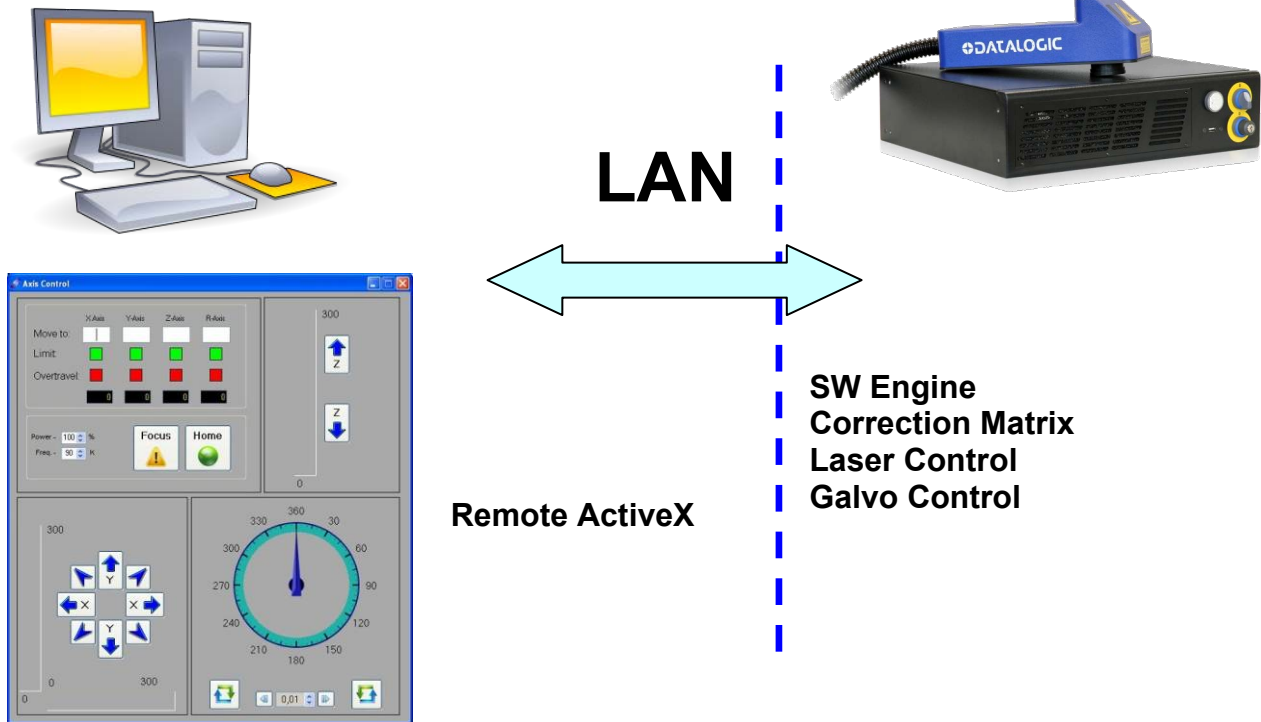 DATALOGIC
LAN
Axis Control
X-Axis Y-Axis Z-Axis R-Axis
Move to:
Limit:
Overtravel:
0 0 0 0
Power - 100 %
Freq. - 90 K
Focus Home
300
Z
Z
0
SW Engine
Correction Matrix
Laser Control
Galvo Control
Remote ActiveX
300
Y
X X
Y
0
0 300
360
330 30
300 60
270 90
240 120
210 150
180
0,01